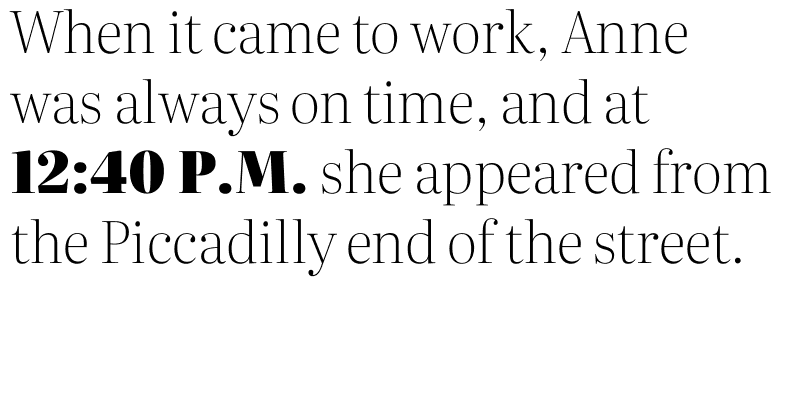 When it came to work, Anne
was always on time, and at
12:40 P.M. she appeared from
the Piccadilly end of the street.